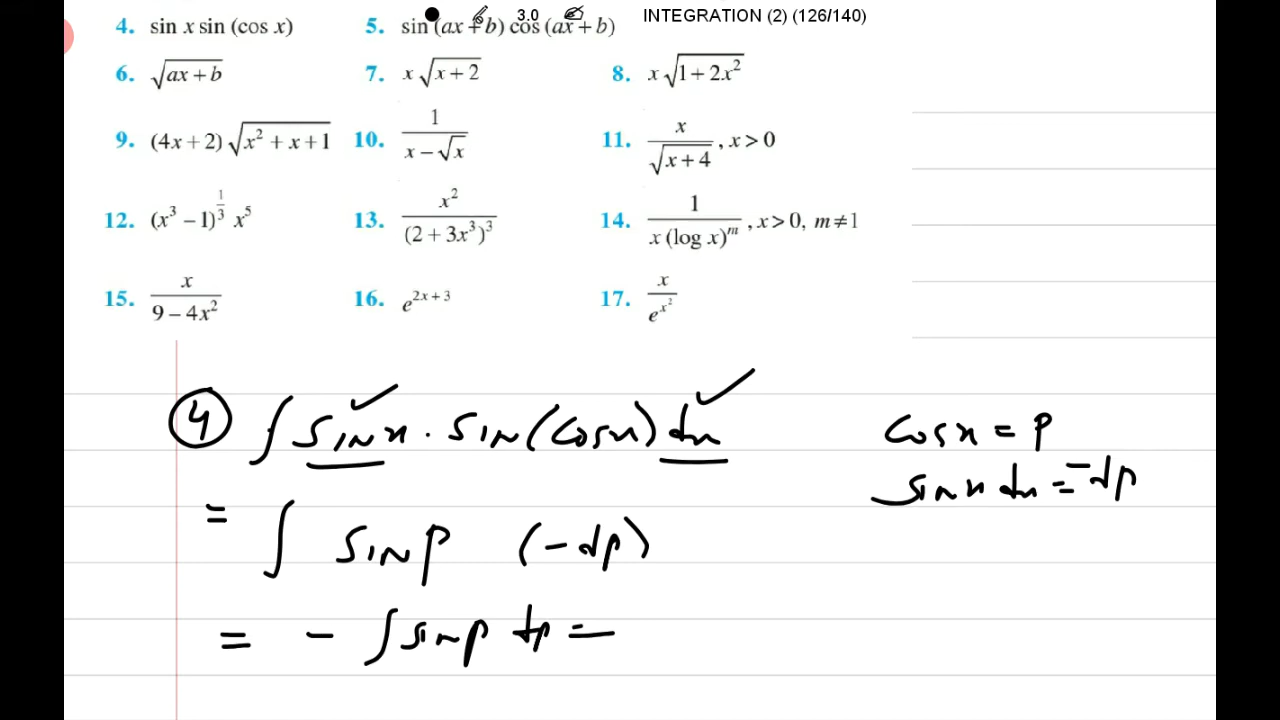 3.0 INTEGRATION (2) (126/140)
4. sin x sin (cos x) 5. sin (ax + b) cos (ax + b)
6. √(ax + b) 7. x √(x + 2) 8. x √(1 + 2x²)
9. (4x + 2) √(x² + x + 1) 10. 1/(x – √x) 11. x/√(x + 4), x > 0
12. (x³ – 1)^(1/3) x⁵ 13. x²/(2 + 3x³)³ 14. 1/(x (log x)^m), x > 0, m ≠ 1
15. x/(9 – 4x²) 16. e^(2x + 3) 17. x/e^(x²)
4 ∫ sin x . sin (cos x) dx
cos x = p
sin x dx = -dp
= ∫ sin p (-dp)
= - ∫ sin p dp =